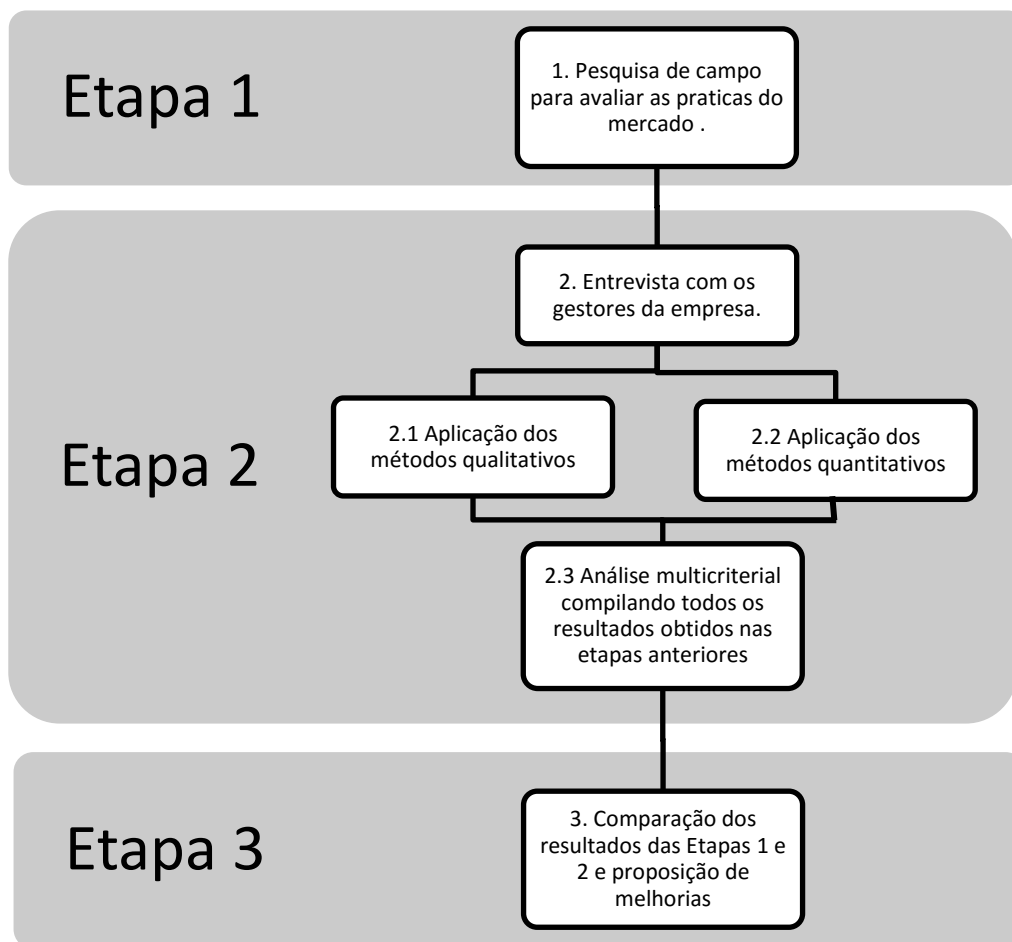 Etapa 1
1. Pesquisa de campo
para avaliar as praticas do
mercado .
Etapa 2
2. Entrevista com os
gestores da empresa.
2.1 Aplicação dos
métodos qualitativos
2.2 Aplicação dos
métodos quantitativos
2.3 Análise multicriterial
compilando todos os
resultados obtidos nas
etapas anteriores
Etapa 3
3. Comparação dos
resultados das Etapas 1 e
2 e proposição de
melhorias